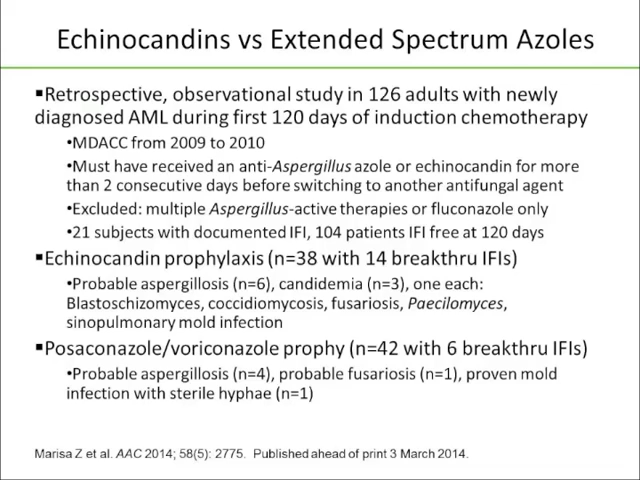 Echinocandins vs Extended Spectrum Azoles
▪Retrospective, observational study in 126 adults with newly
diagnosed AML during first 120 days of induction chemotherapy
•MDACC from 2009 to 2010
•Must have received an anti-Aspergillus azole or echinocandin for more
than 2 consecutive days before switching to another antifungal agent
•Excluded: multiple Aspergillus-active therapies or fluconazole only
•21 subjects with documented IFI, 104 patients IFI free at 120 days
▪Echinocandin prophylaxis (n=38 with 14 breakthru IFIs)
•Probable aspergillosis (n=6), candidemia (n=3), one each:
Blastoschizomyces, coccidiomycosis, fusariosis, Paecilomyces,
sinopulmonary mold infection
▪Posaconazole/voriconazole prophy (n=42 with 6 breakthru IFIs)
•Probable aspergillosis (n=4), probable fusariosis (n=1), proven mold
infection with sterile hyphae (n=1)
Marisa Z et al. AAC 2014; 58(5): 2775. Published ahead of print 3 March 2014.